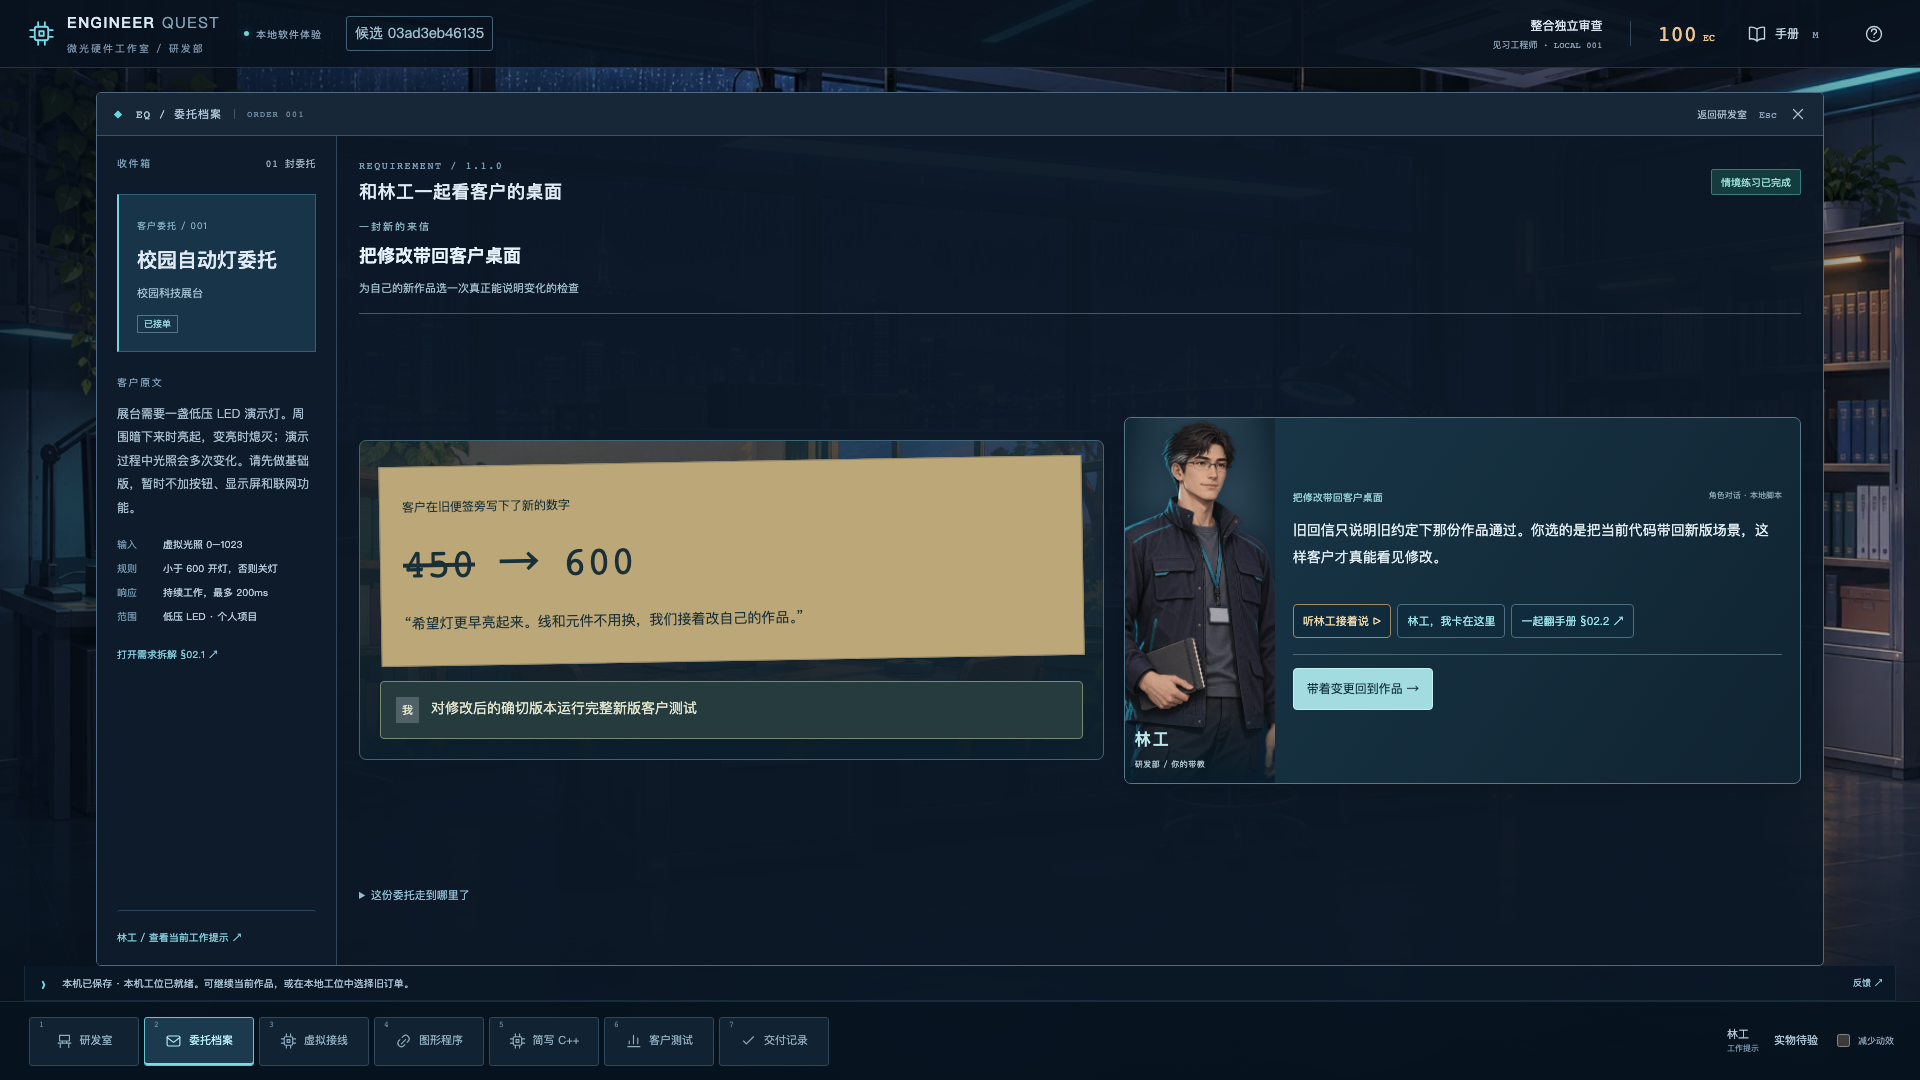 ENGINEER QUEST
微光硬件工作室 / 研发部
本地软件体验
候选 03ad3eb46135
整合独立审查
见习工程师 · LOCAL 001
100 EC
手册 M
EQ / 委托档案
ORDER 001
返回研发室 Esc
收件箱
01 封委托
客户委托 / 001
校园自动灯委托
校园科技展台
已接单
客户原文
展台需要一盏低压 LED 演示灯。周
围暗下来时亮起，变亮时熄灭；演示
过程中光照会多次变化。请先做基础
版，暂时不加按钮、显示屏和联网功
能。
输入 虚拟光照 0—1023
规则 小于 600 开灯，否则关灯
响应 持续工作，最多 200ms
范围 低压 LED · 个人项目
打开需求拆解 §02.1 ↗
林工 / 查看当前工作提示 ↗
REQUIREMENT / 1.1.0
和林工一起看客户的桌面
情境练习已完成
一封新的来信
把修改带回客户桌面
为自己的新作品选一次真正能说明变化的检查
客户在旧便签旁写下了新的数字
450 → 600
“希望灯更早亮起来。线和元件不用换，我们接着改自己的作品。”
我 对修改后的确切版本运行完整新版客户测试
林工
研发部 / 你的带教
把修改带回客户桌面
角色对话 · 本地脚本
旧回信只说明旧约定下那份作品通过。你选的是把当前代码带回新版场景，这
样客户才真能看见修改。
听林工接着说 ▷
林工，我卡在这里
一起翻手册 §02.2 ↗
带着变更回到作品 →
▶ 这份委托走到哪里了
本机已保存 · 本机工位已就绪。可继续当前作品，或在本地工位中选择旧订单。
反馈 ↗
1 研发室
2 委托档案
3 虚拟接线
4 图形程序
5 简写 C++
6 客户测试
7 交付记录
林工
工作提示
实物待验
减少动效